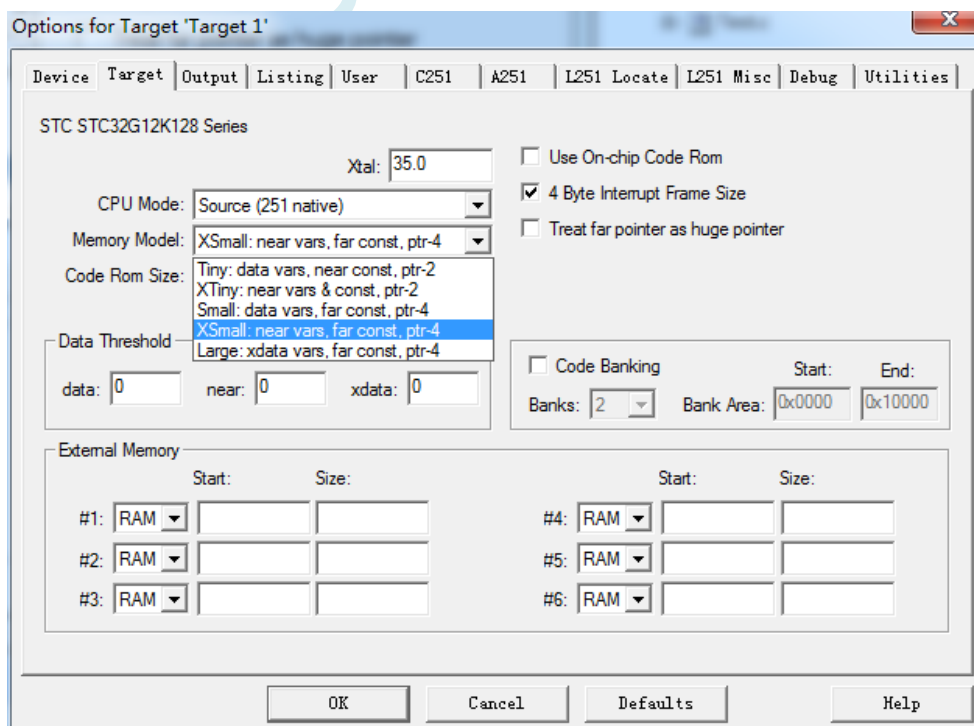 Options for Target 'Target 1'
Device Target Output Listing User C251 A251 L251 Locate L251 Misc Debug Utilities
STC STC32G12K128 Series
Xtal: 35.0
Use On-chip Code Rom
CPU Mode: Source (251 native)
4 Byte Interrupt Frame Size
Memory Model: XSmall: near vars, far const, ptr-4
Treat far pointer as huge pointer
Code Rom Size:
Tiny: data vars, near const, ptr-2
XTiny: near vars & const, ptr-2
Small: data vars, far const, ptr-4
XSmall: near vars, far const, ptr-4
Large: xdata vars, far const, ptr-4
Data Threshold
data: 0 near: 0 xdata: 0
Code Banking Start: End:
Banks: 2 Bank Area: 0x0000 0x10000
External Memory
Start: Size: Start: Size:
#1: RAM #4: RAM
#2: RAM #5: RAM
#3: RAM #6: RAM
OK Cancel Defaults Help